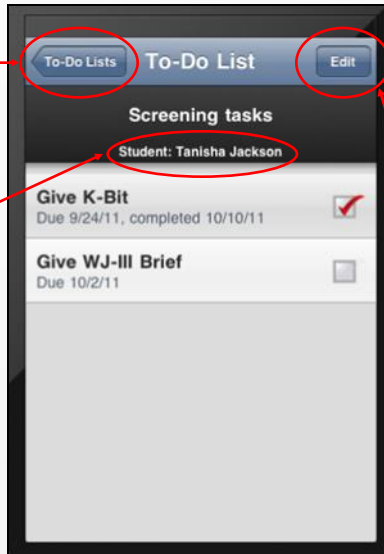 To-Do Lists To-Do List Edit
Screening tasks
Student: Tanisha Jackson
Give K-Bit
Due 9/24/11, completed 10/10/11
Give WJ-III Brief
Due 10/2/11